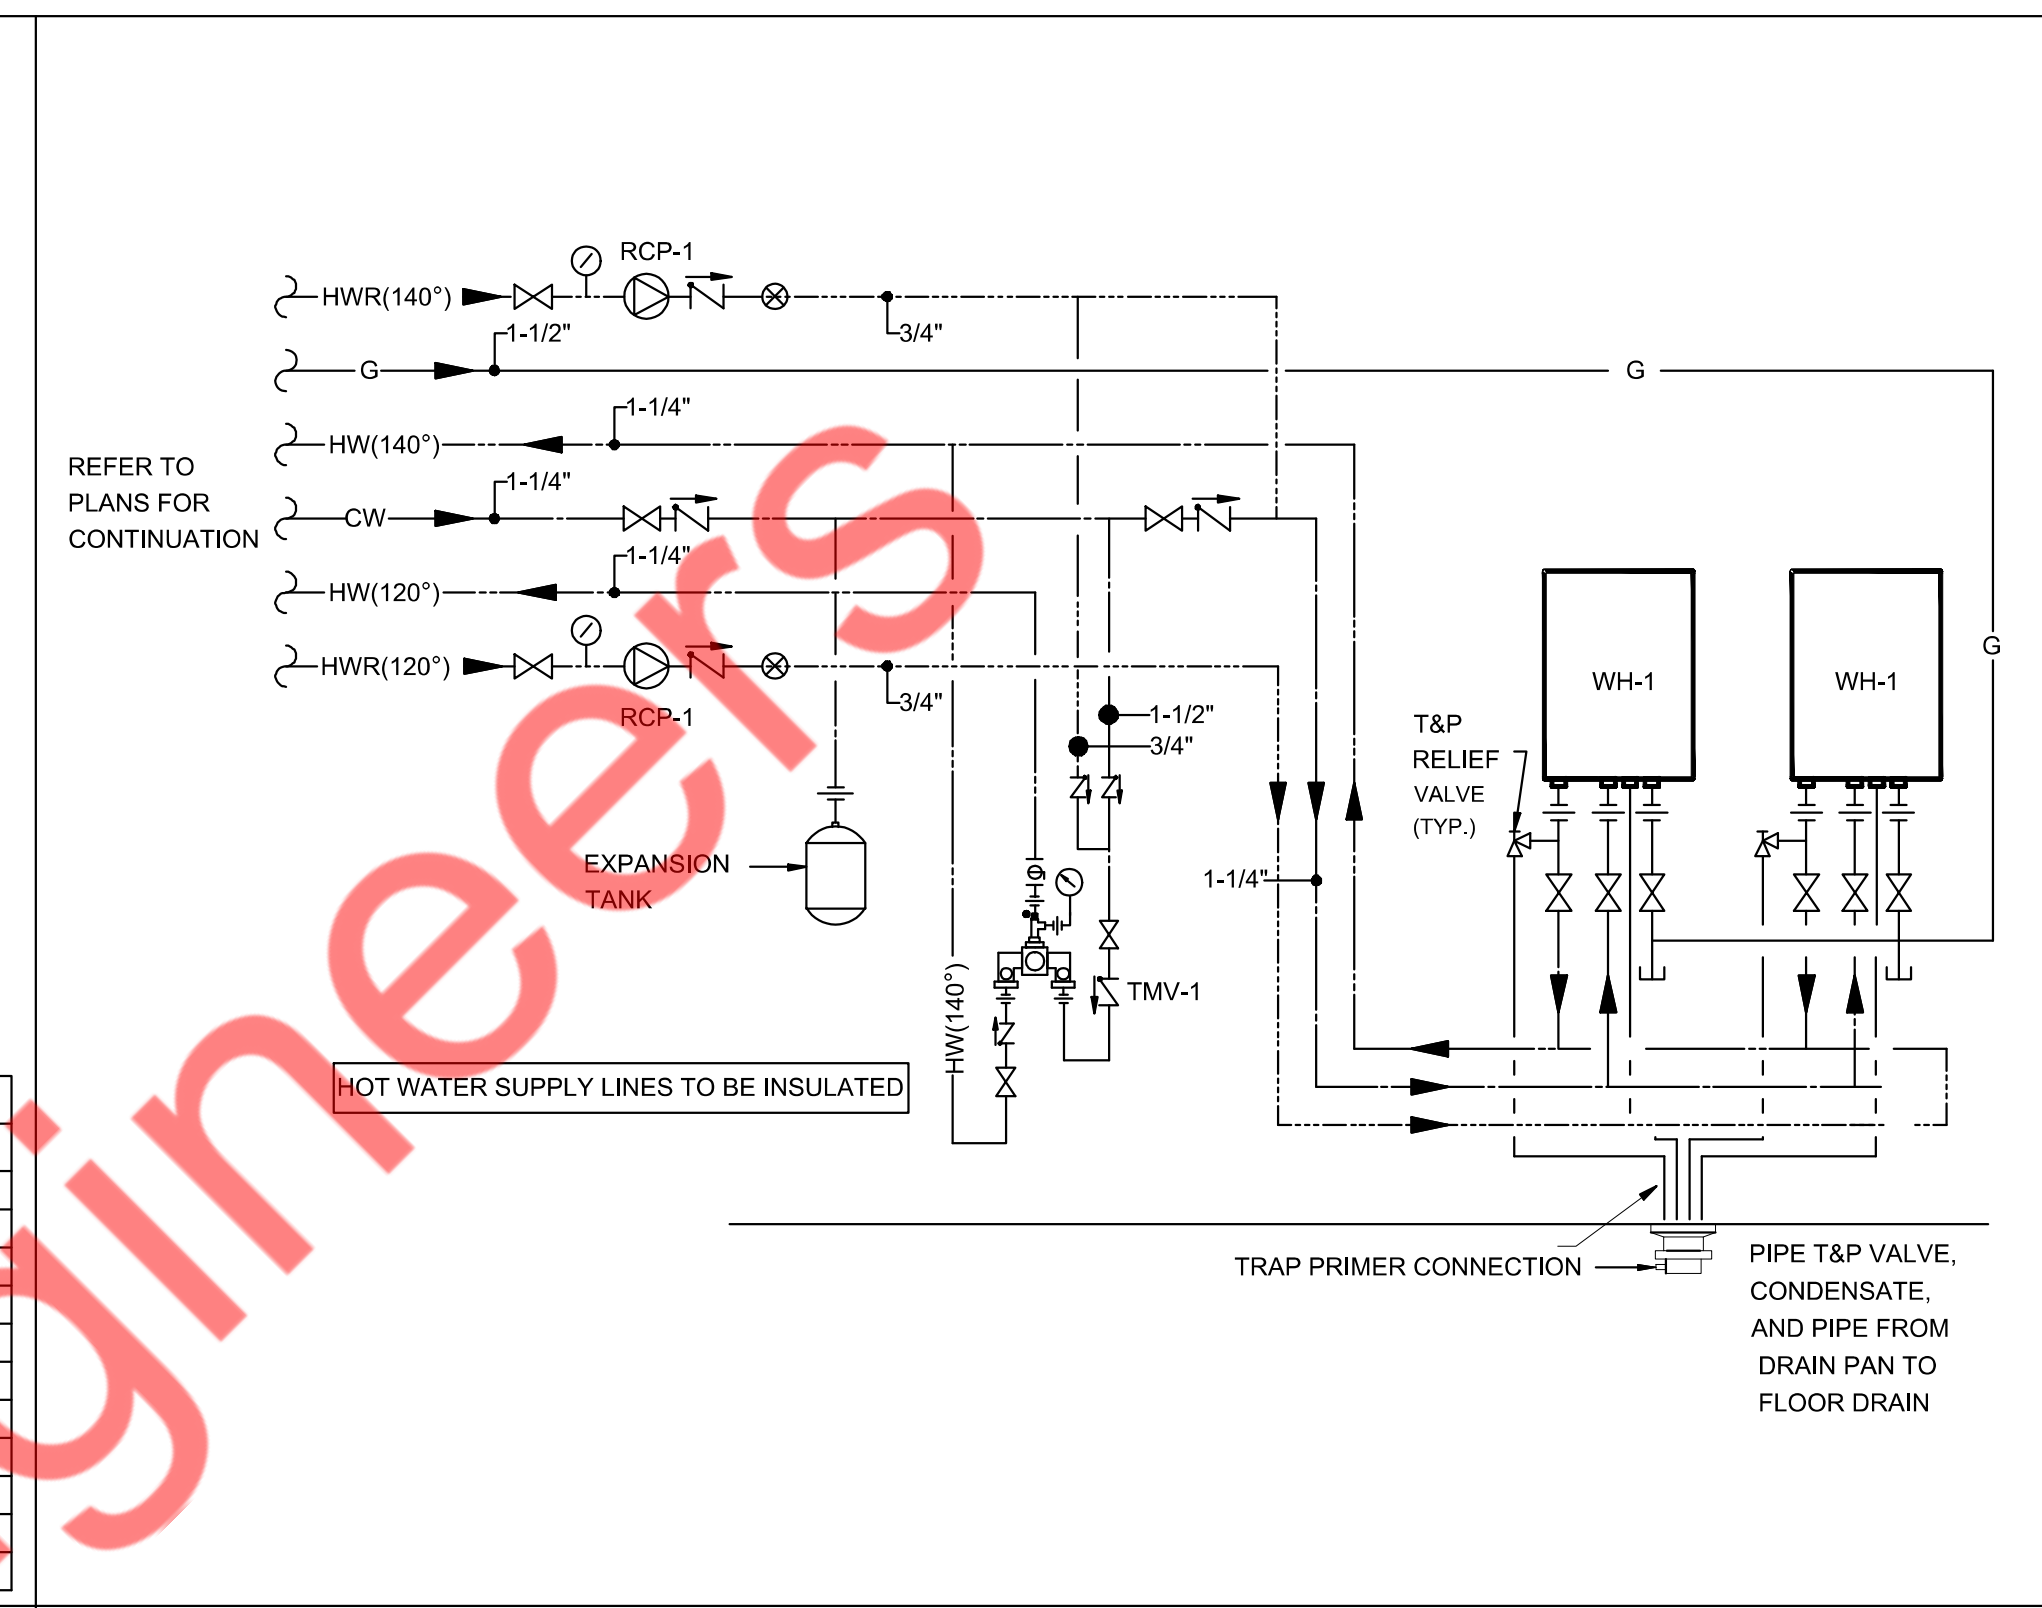 RCP-1
HWR(140°)
3/4"
1-1/2"
G
G
1-1/4"
HW(140°)
REFER TO
PLANS FOR
CONTINUATION
1-1/4"
CW
1-1/4"
HW(120°)
HWR(120°)
3/4"
RCP-1
1-1/2"
3/4"
G
WH-1
WH-1
T&P
RELIEF
VALVE
(TYP.)
EXPANSION
TANK
1-1/4"
HW(140°)
TMV-1
HOT WATER SUPPLY LINES TO BE INSULATED
TRAP PRIMER CONNECTION
PIPE T&P VALVE,
CONDENSATE,
AND PIPE FROM
DRAIN PAN TO
FLOOR DRAIN
gineers